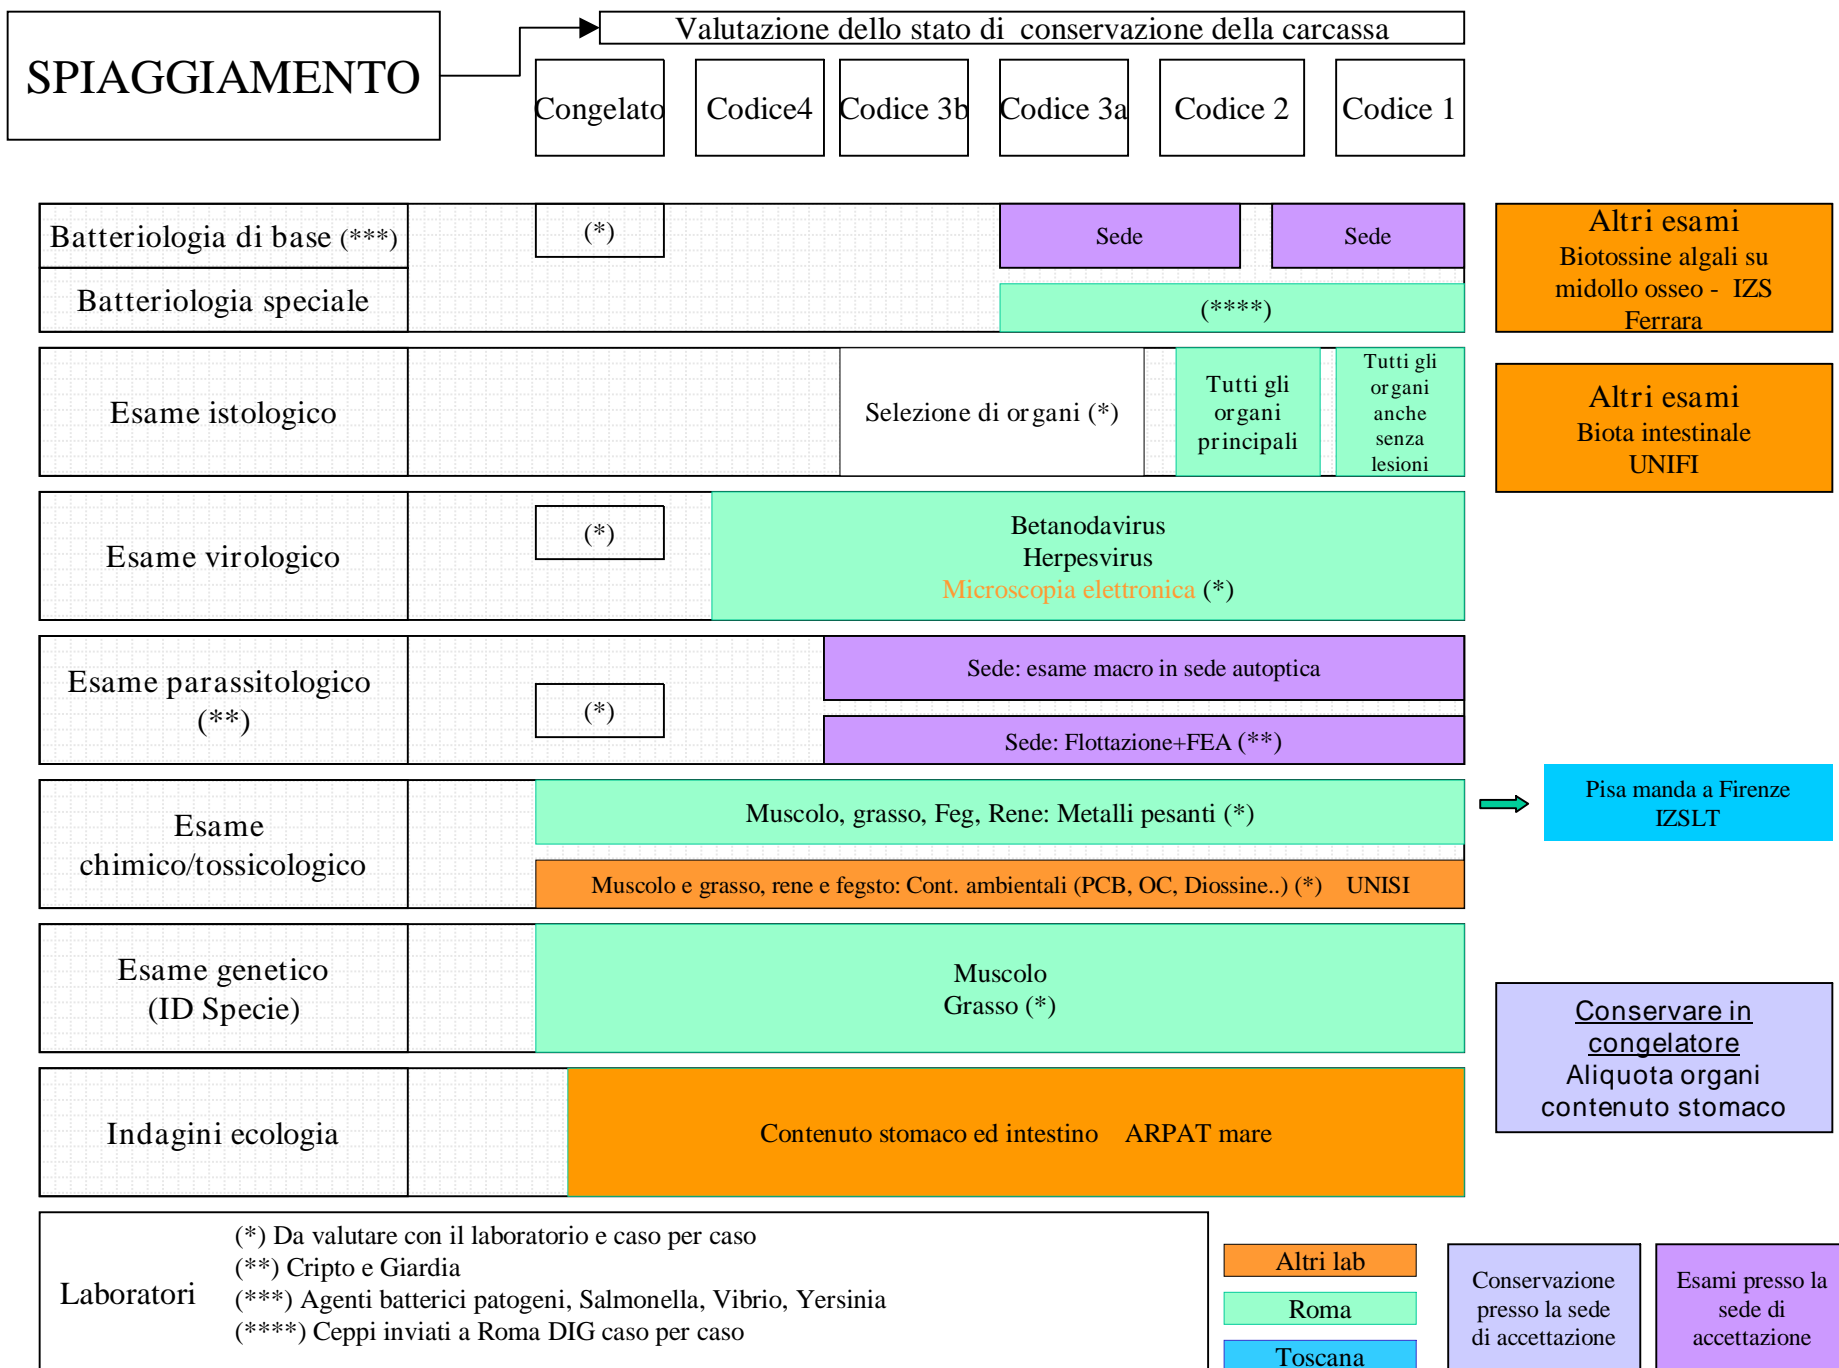 SPIAGGIAMENTO
Valutazione dello stato di conservazione della carcassa
Congelato
Codice4
Codice 3b
Codice 3a
Codice 2
Codice 1
Batteriologia di base (***)
(*)
Sede
Sede
Batteriologia speciale
(****)
Altri esami
Biotossine algali su
midollo osseo - IZS
Ferrara
Esame istologico
Selezione di organi (*)
Tutti gli
organi
principali
Tutti gli
organi
anche
senza
lesioni
Altri esami
Biota intestinale
UNIFI
Esame virologico
(*)
Betanodavirus
Herpesvirus
Microscopia elettronica (*)
Esame parassitologico
(**)
(*)
Sede: esame macro in sede autoptica
Sede: Flottazione+FEA (**)
Esame
chimico/tossicologico
Muscolo, grasso, Feg, Rene: Metalli pesanti (*)
Muscolo e grasso, rene e fegsto: Cont. ambientali (PCB, OC, Diossine..) (*) UNISI
Pisa manda a Firenze
IZSLT
Esame genetico
(ID Specie)
Muscolo
Grasso (*)
Conservare in
congelatore
Aliquota organi
contenuto stomaco
Indagini ecologia
Contenuto stomaco ed intestino ARPAT mare
Laboratori
(*) Da valutare con il laboratorio e caso per caso
(**) Cripto e Giardia
(***) Agenti batterici patogeni, Salmonella, Vibrio, Yersinia
(****) Ceppi inviati a Roma DIG caso per caso
Altri lab
Roma
Toscana
Conservazione
presso la sede
di accettazione
Esami presso la
sede di
accettazione